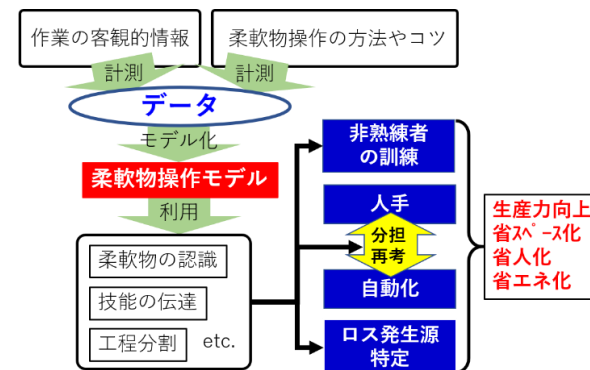 作業の客観的情報
柔軟物操作の方法やコツ
計測
計測
データ
モデル化
柔軟物操作モデル
利用
柔軟物の認識
技能の伝達
工程分割
etc.
非熟練者
の訓練
人手
分担
再考
自動化
ロス発生源
特定
生産力向上
省ｽﾍﾟｰｽ化
省人化
省エネ化